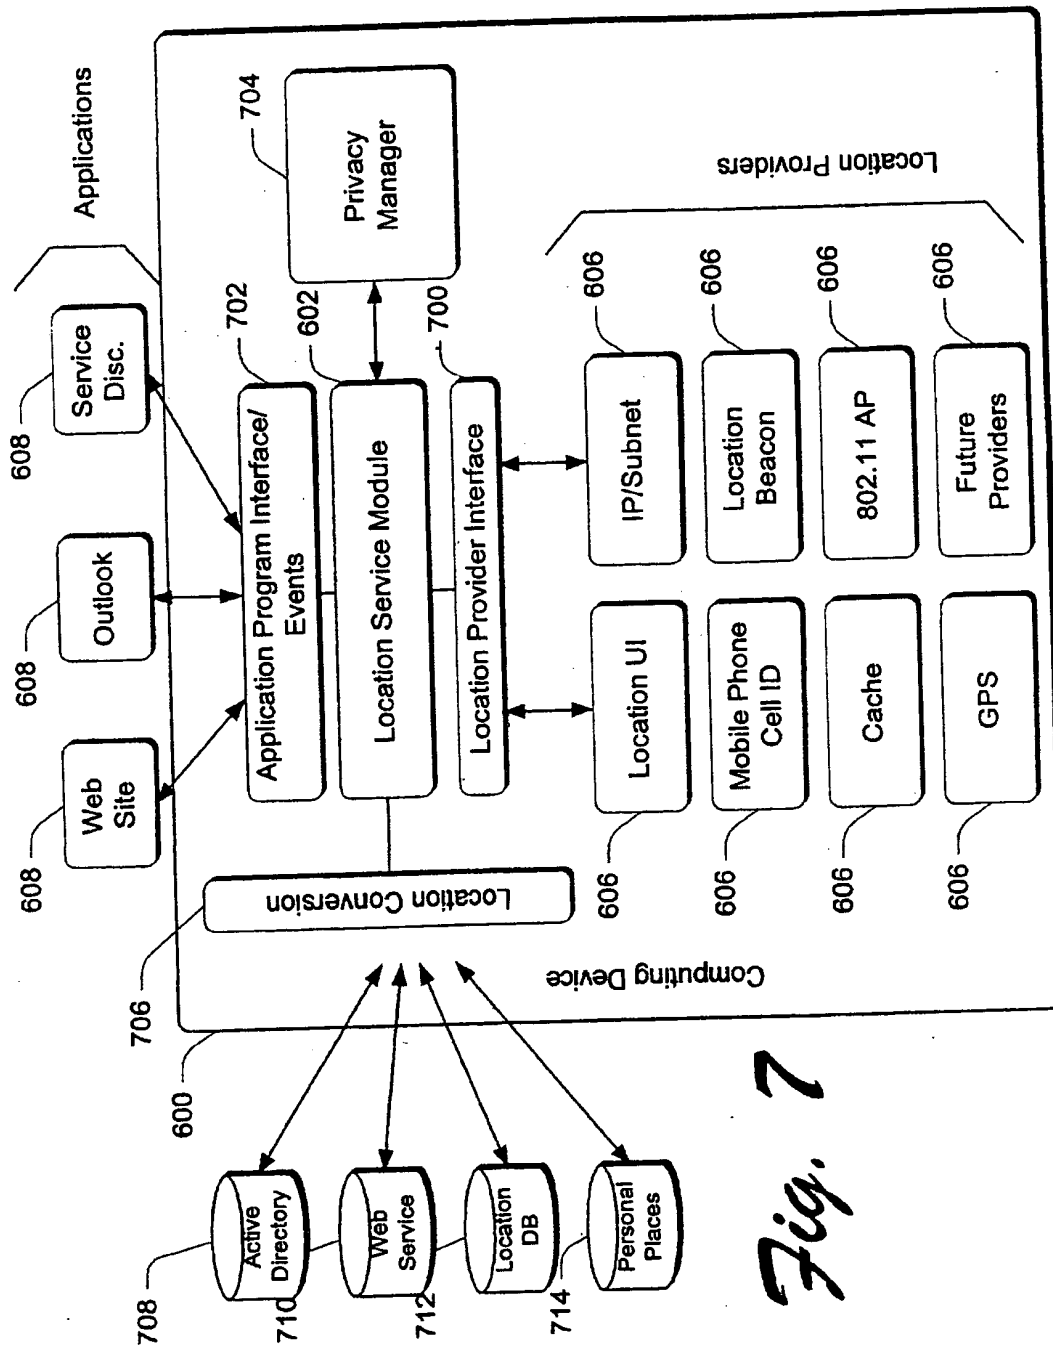 Applications
608
608
608
Web
Site
Outlook
Service
Disc.
600
706
702
602
700
704
Application Program Interface/
Events
Location Service Module
Location Provider Interface
Privacy
Manager
Location Conversion
Computing Device
Location Providers
708
Active
Directory
710
Web
Service
712
Location
DB
714
Personal
Places
606
Location UI
606
Mobile Phone
Cell ID
606
Cache
606
GPS
606
IP/Subnet
606
Location
Beacon
606
802.11 AP
606
Future
Providers
Fig. 7